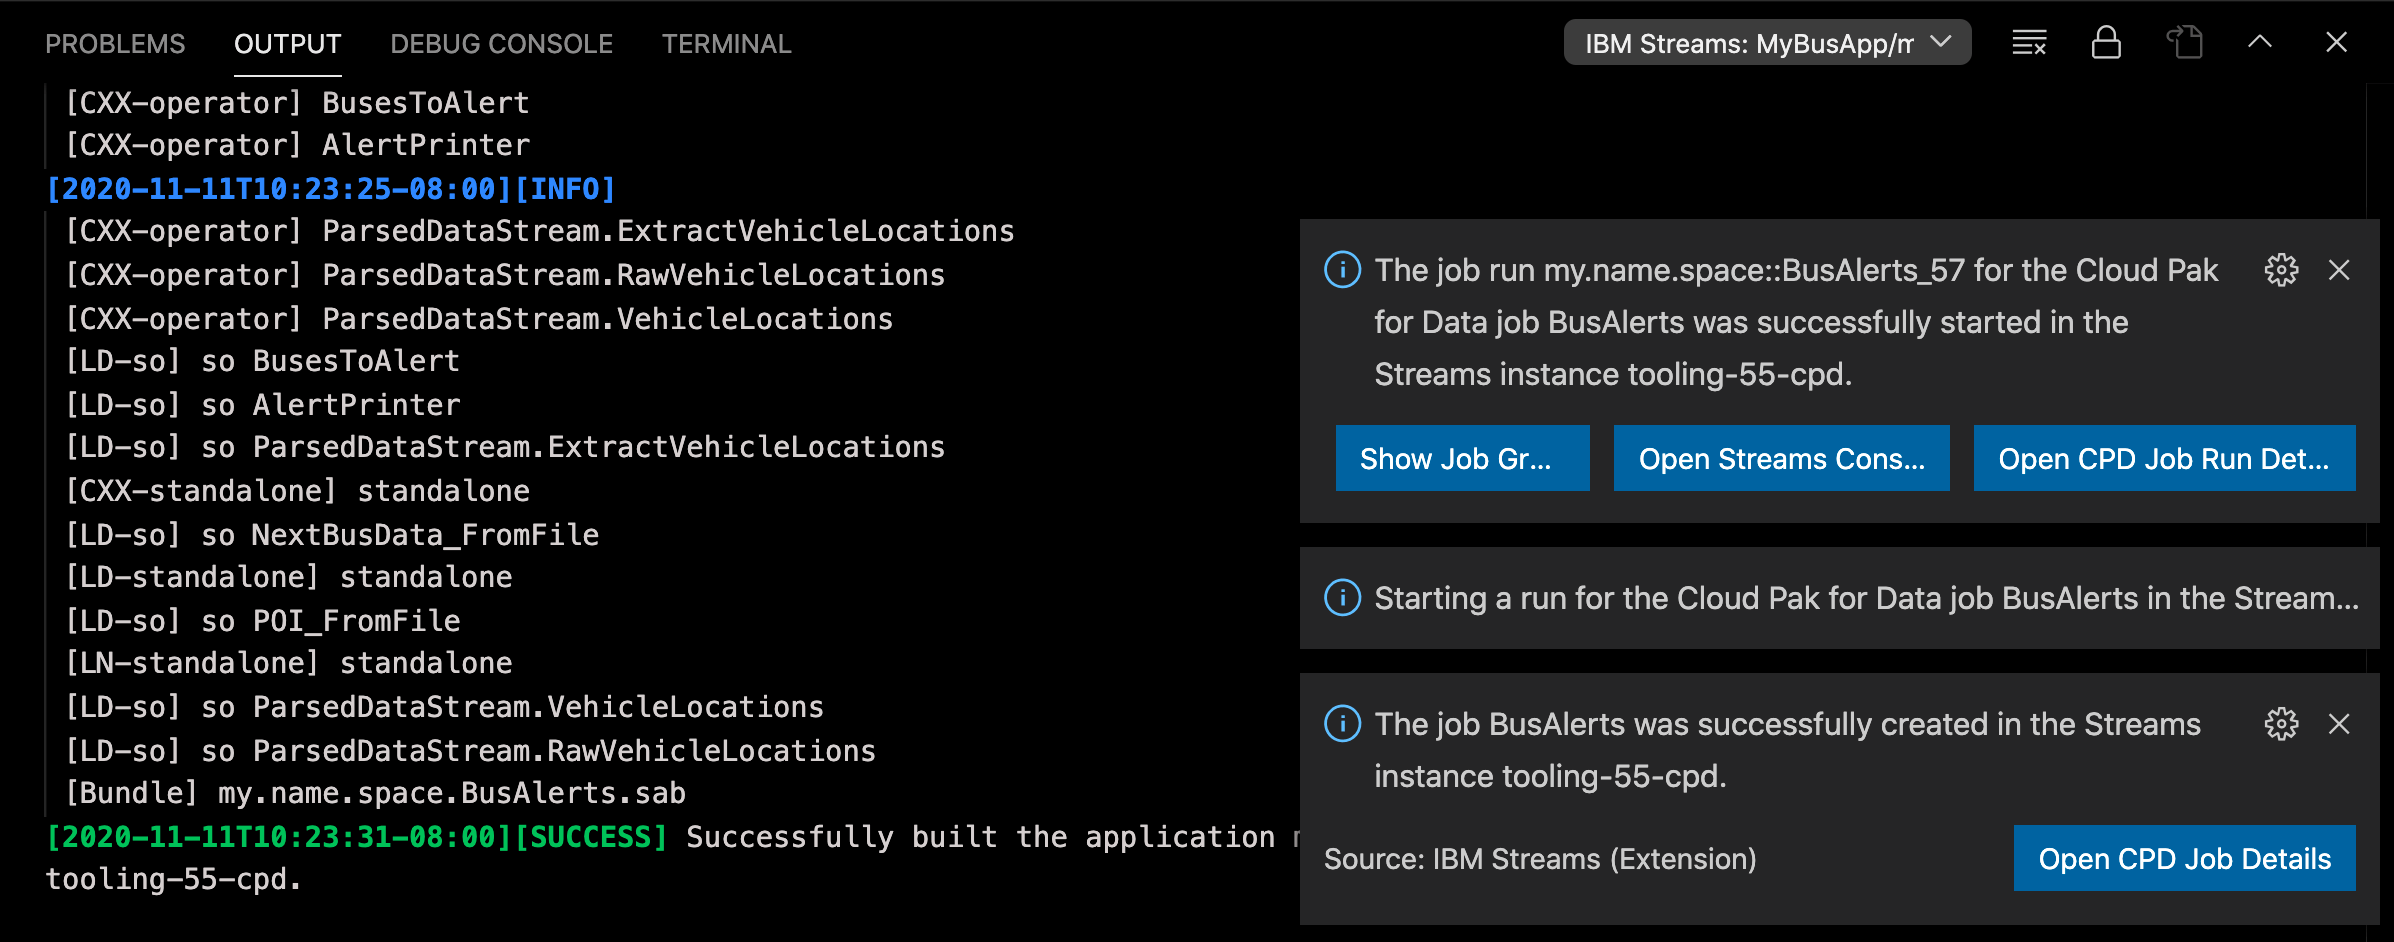 PROBLEMS OUTPUT DEBUG CONSOLE TERMINAL IBM Streams: MyBusApp/m
[CXX-operator] BusesToAlert
[CXX-operator] AlertPrinter
[2020-11-11T10:23:25-08:00][INFO]
[CXX-operator] ParsedDataStream.ExtractVehicleLocations
[CXX-operator] ParsedDataStream.RawVehicleLocations
[CXX-operator] ParsedDataStream.VehicleLocations
[LD-so] so BusesToAlert
[LD-so] so AlertPrinter
[LD-so] so ParsedDataStream.ExtractVehicleLocations
[CXX-standalone] standalone
[LD-so] so NextBusData_FromFile
[LD-standalone] standalone
[LD-so] so POI_FromFile
[LN-standalone] standalone
[LD-so] so ParsedDataStream.VehicleLocations
[LD-so] so ParsedDataStream.RawVehicleLocations
[Bundle] my.name.space.BusAlerts.sab
[2020-11-11T10:23:31-08:00][SUCCESS] Successfully built the application
tooling-55-cpd.
The job run my.name.space::BusAlerts_57 for the Cloud Pak
for Data job BusAlerts was successfully started in the
Streams instance tooling-55-cpd.
Show Job Gr... Open Streams Cons... Open CPD Job Run Det...
Starting a run for the Cloud Pak for Data job BusAlerts in the Stream...
The job BusAlerts was successfully created in the Streams
instance tooling-55-cpd.
Source: IBM Streams (Extension) Open CPD Job Details